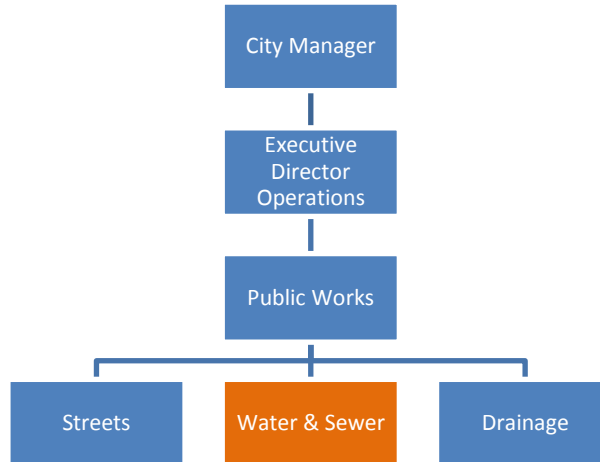 City Manager
Executive
Director
Operations
Public Works
Streets
Water & Sewer
Drainage